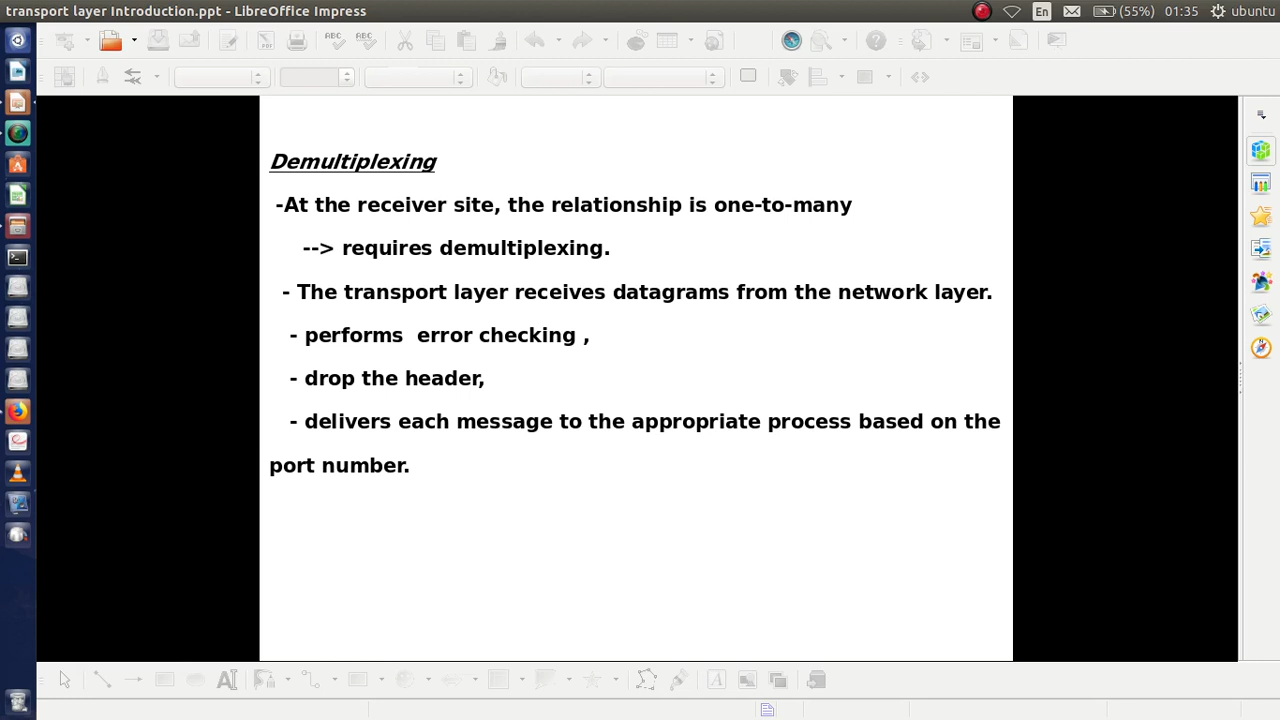 transport layer Introduction.ppt - LibreOffice Impress
En
(55%)
01:35
ubuntu
Demultiplexing
-At the receiver site, the relationship is one-to-many
--> requires demultiplexing.
- The transport layer receives datagrams from the network layer.
- performs  error checking ,
- drop the header,
- delivers each message to the appropriate process based on the
port number.